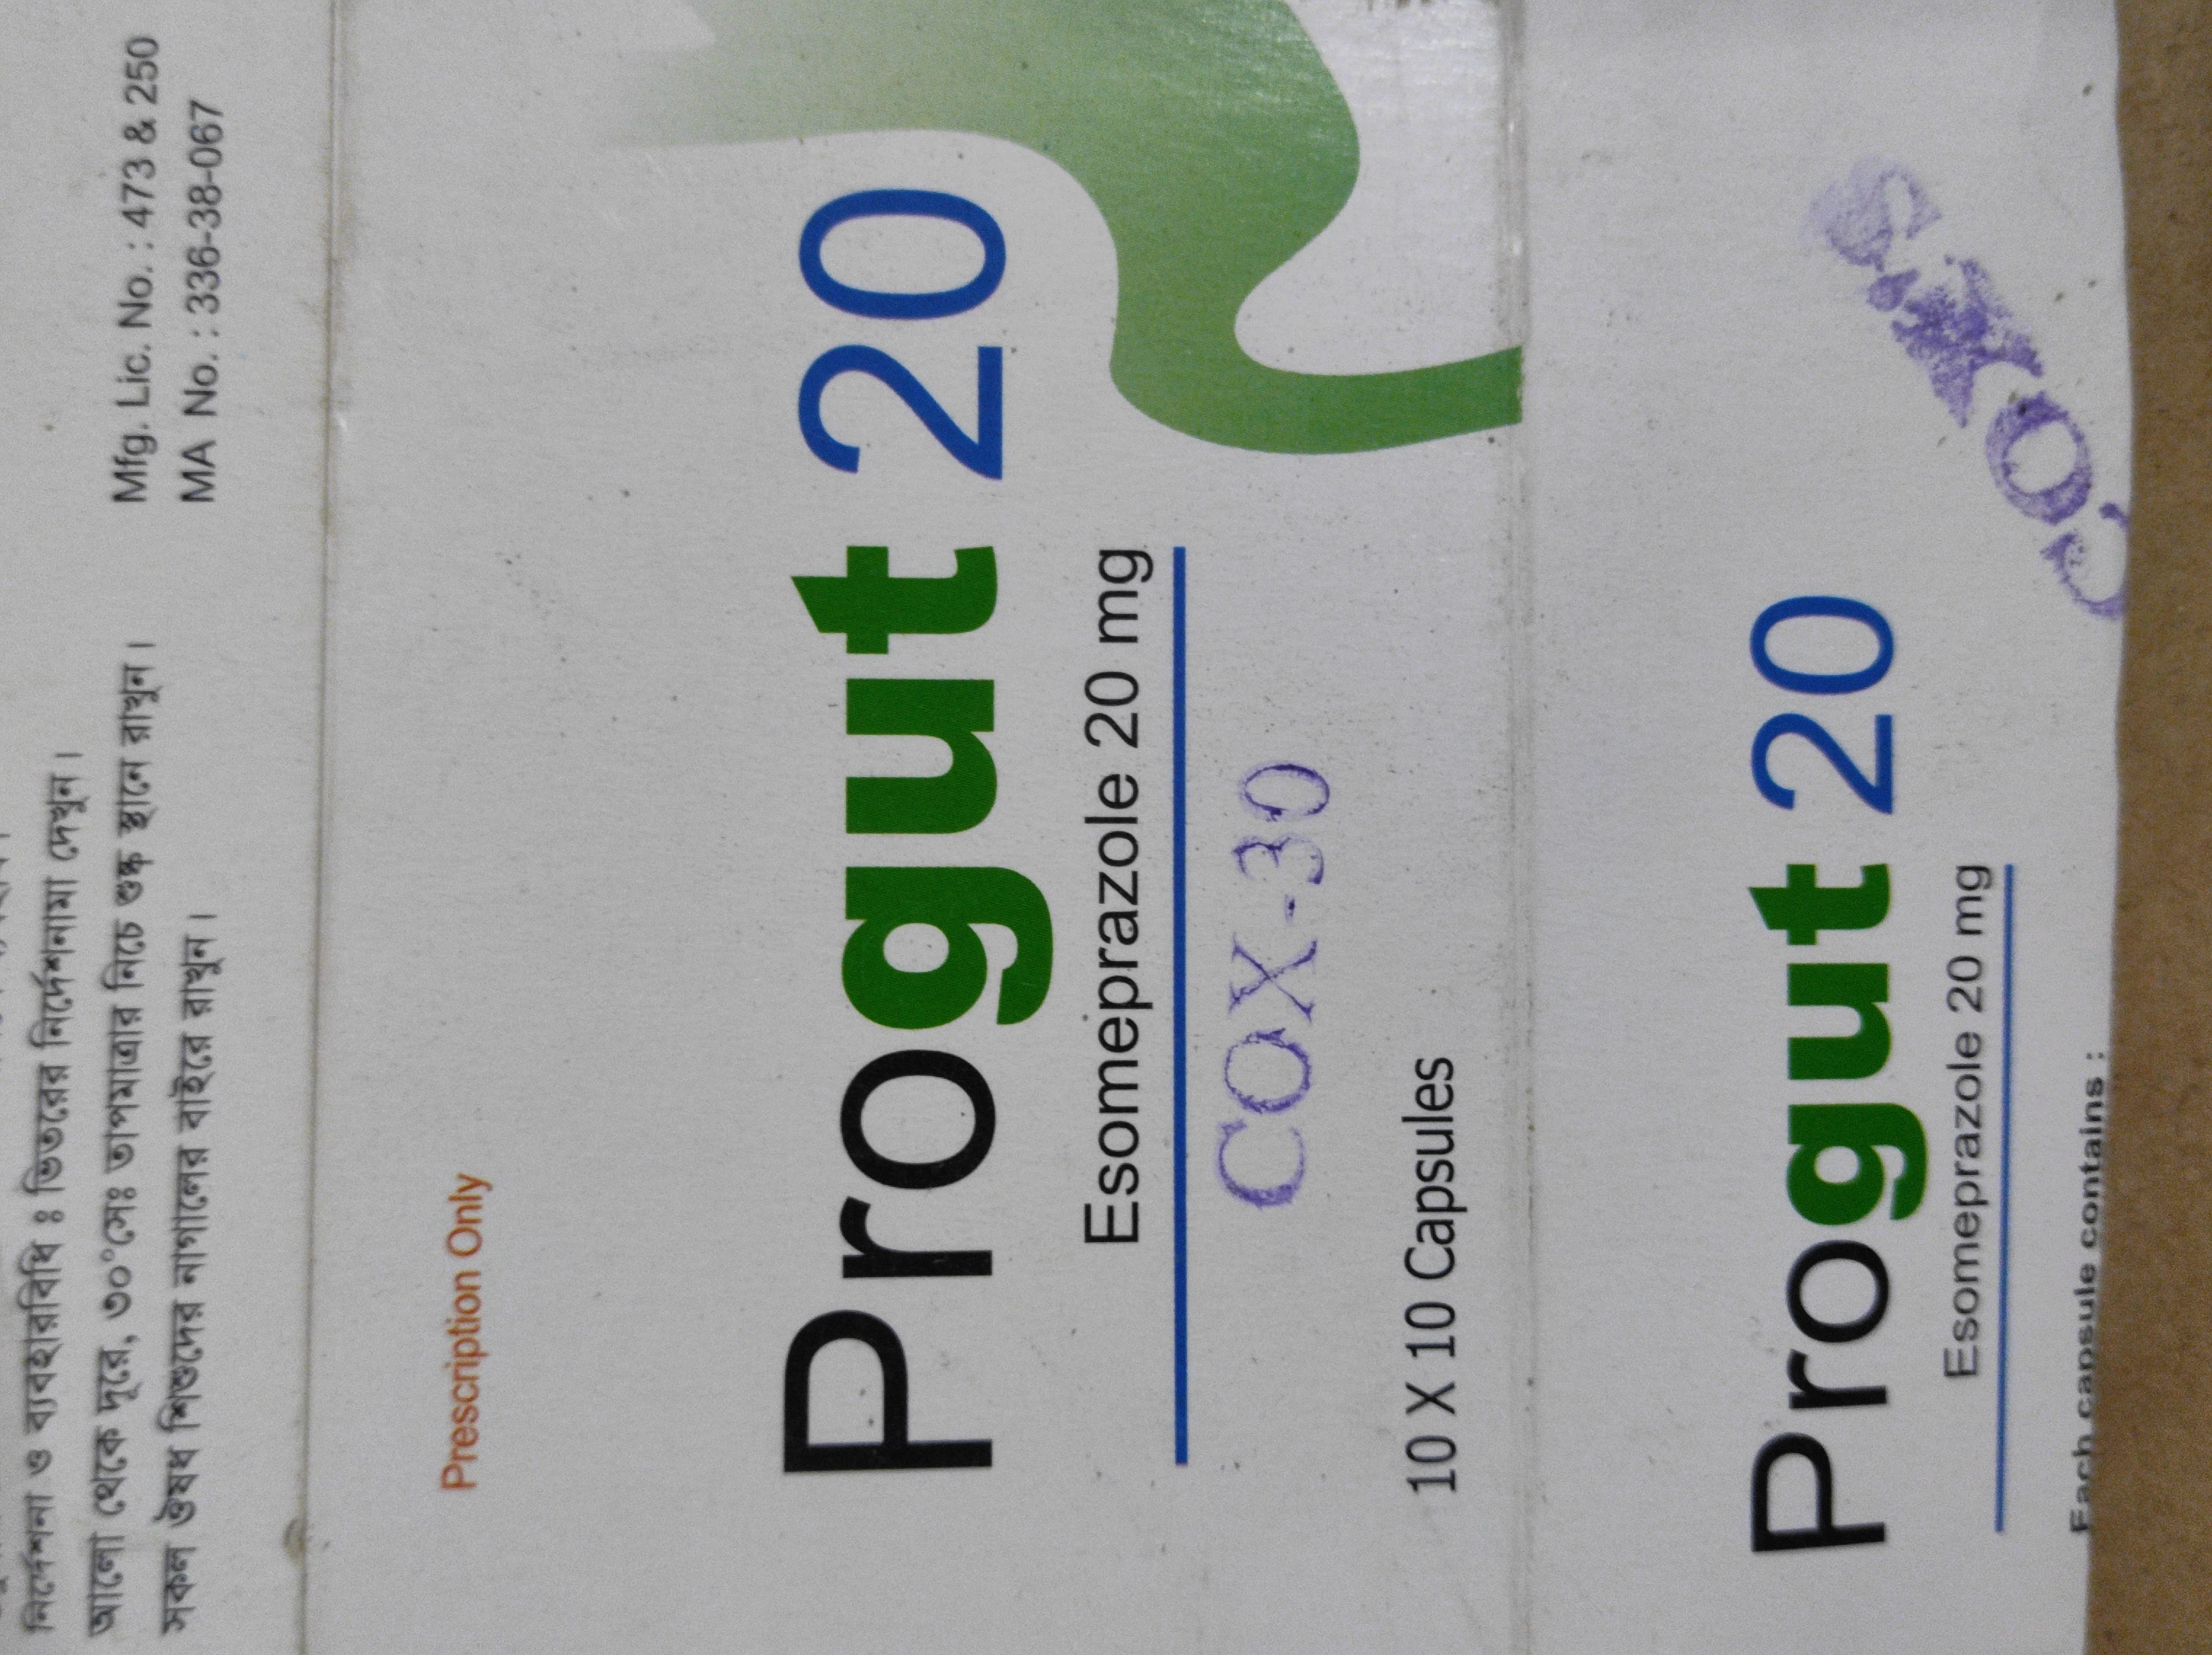 নির্দেশনা ও ব্যবহারবিধি ঃ ভিতরের নির্দেশনামা দেখুন।
আলো থেকে দূরে, ৩০°সেঃ তাপমাত্রার নিচে শুষ্ক স্থানে রাখুন।
সকল ঔষধ শিশুদের নাগালের বাইরে রাখুন।
Mfg. Lic. No. : 473 & 250
MA No. : 336-38-067
Prescription Only
Progut 20
Esomeprazole 20 mg
COX-30
10 X 10 Capsules
Progut 20
Esomeprazole 20 mg
COX'S
Each capsule contains :